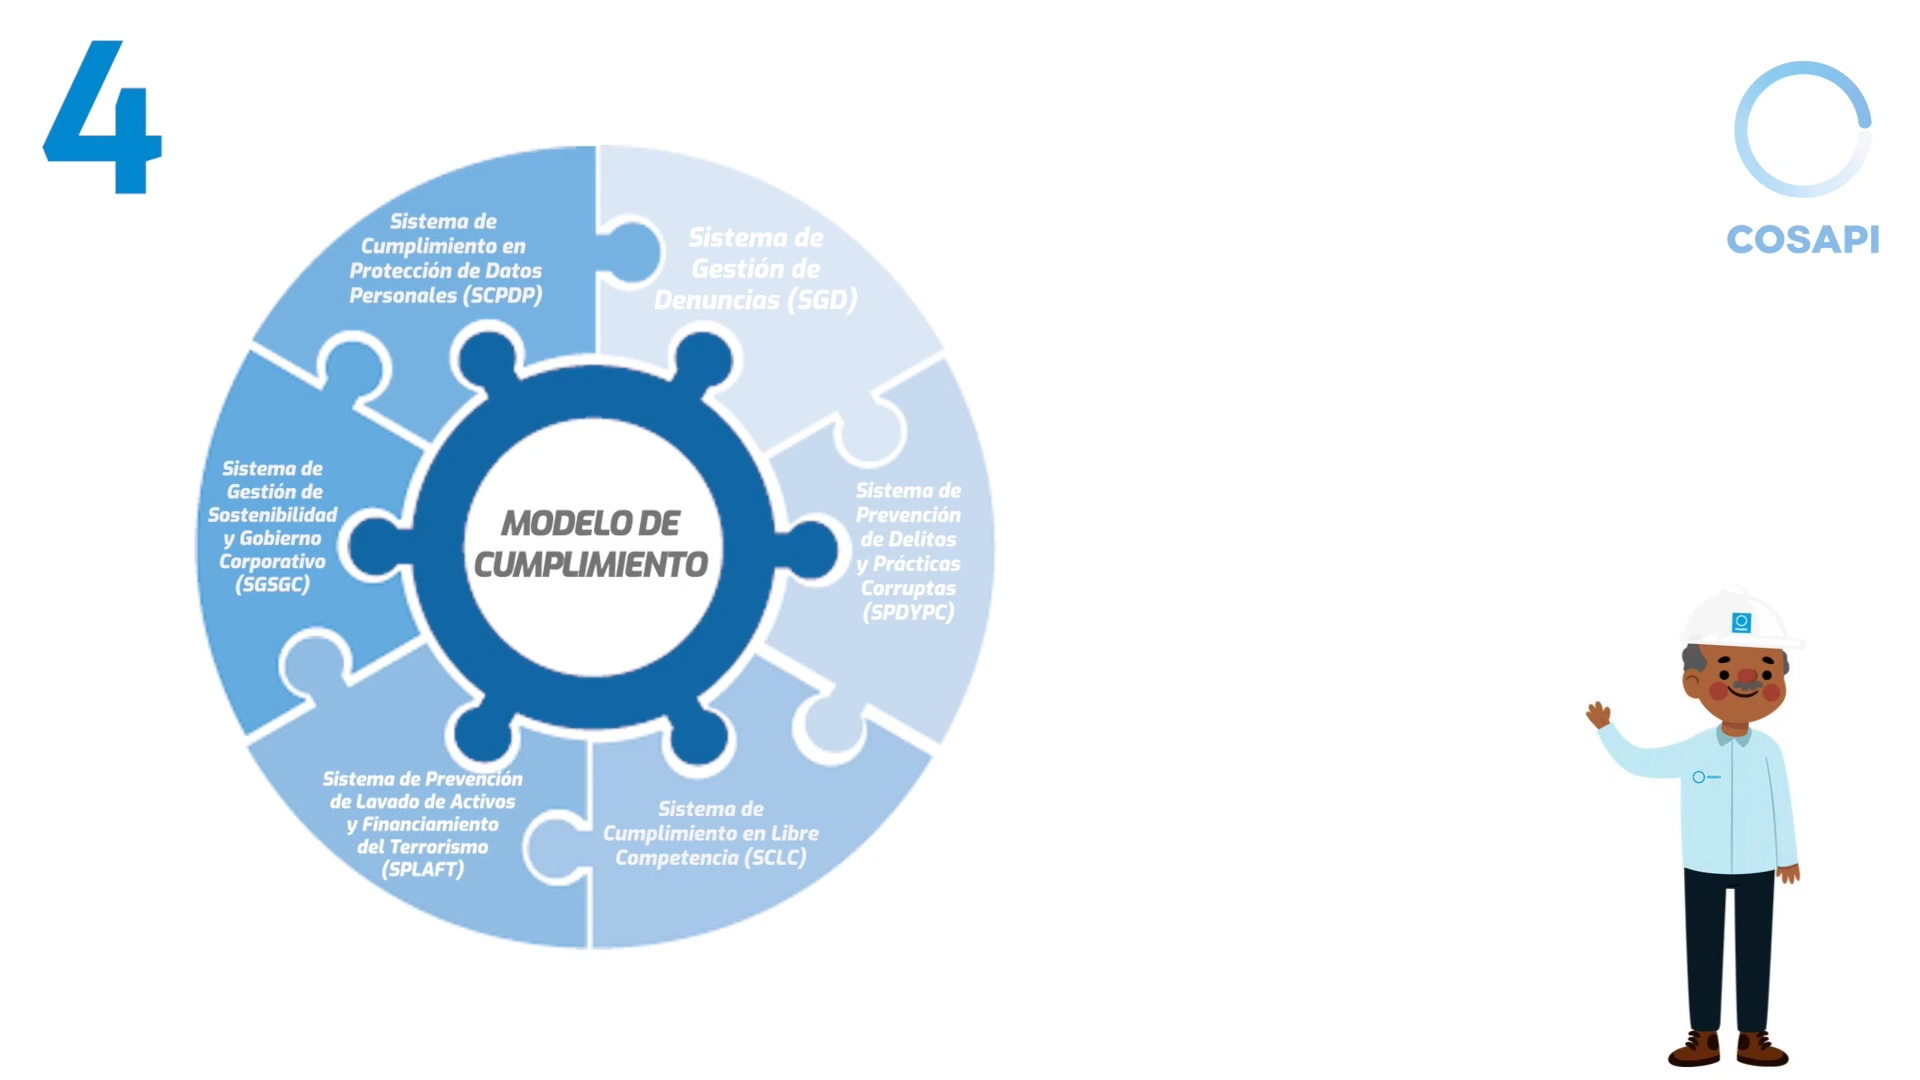 4
COSAPI
Sistema de
Cumplimiento en
Protección de Datos
Personales (SCPDP)
Sistema de
Gestión de
Denuncias (SGD)
Sistema de
Gestión de
Sostenibilidad
y Gobierno
Corporativo
(SGSGC)
MODELO DE
CUMPLIMIENTO
Sistema de
Prevención
de Delitos
y Prácticas
Corruptas
(SPDYPC)
Sistema de Prevención
de Lavado de Activos
y Financiamiento
del Terrorismo
(SPLAFT)
Sistema de
Cumplimiento en Libre
Competencia (SCLC)